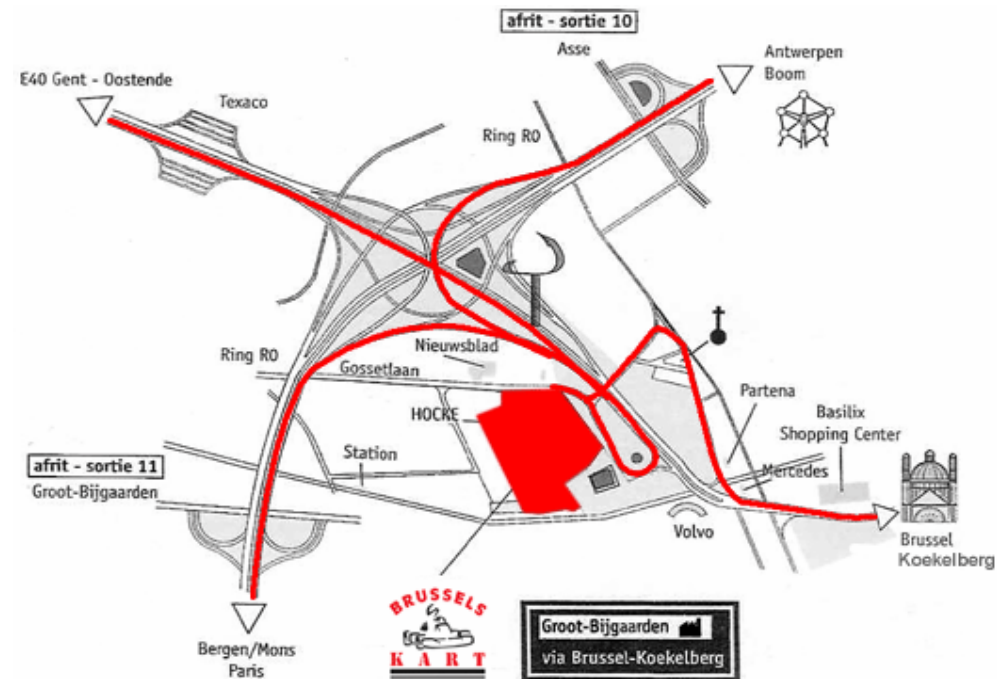 afrit - sortie 10
Asse
Antwerpen
Boom
E40 Gent - Oostende
Texaco
Ring R0
Ring R0
Nieuwsblad
Gossetlaan
HOCKE
Partena
Basilix
Shopping Center
Station
afrit - sortie 11
Groot-Bijgaarden
Mercedes
Volvo
Brussel
Koekelberg
BRUSSELS
KART
Groot-Bijgaarden
via Brussel-Koekelberg
Bergen/Mons
Paris